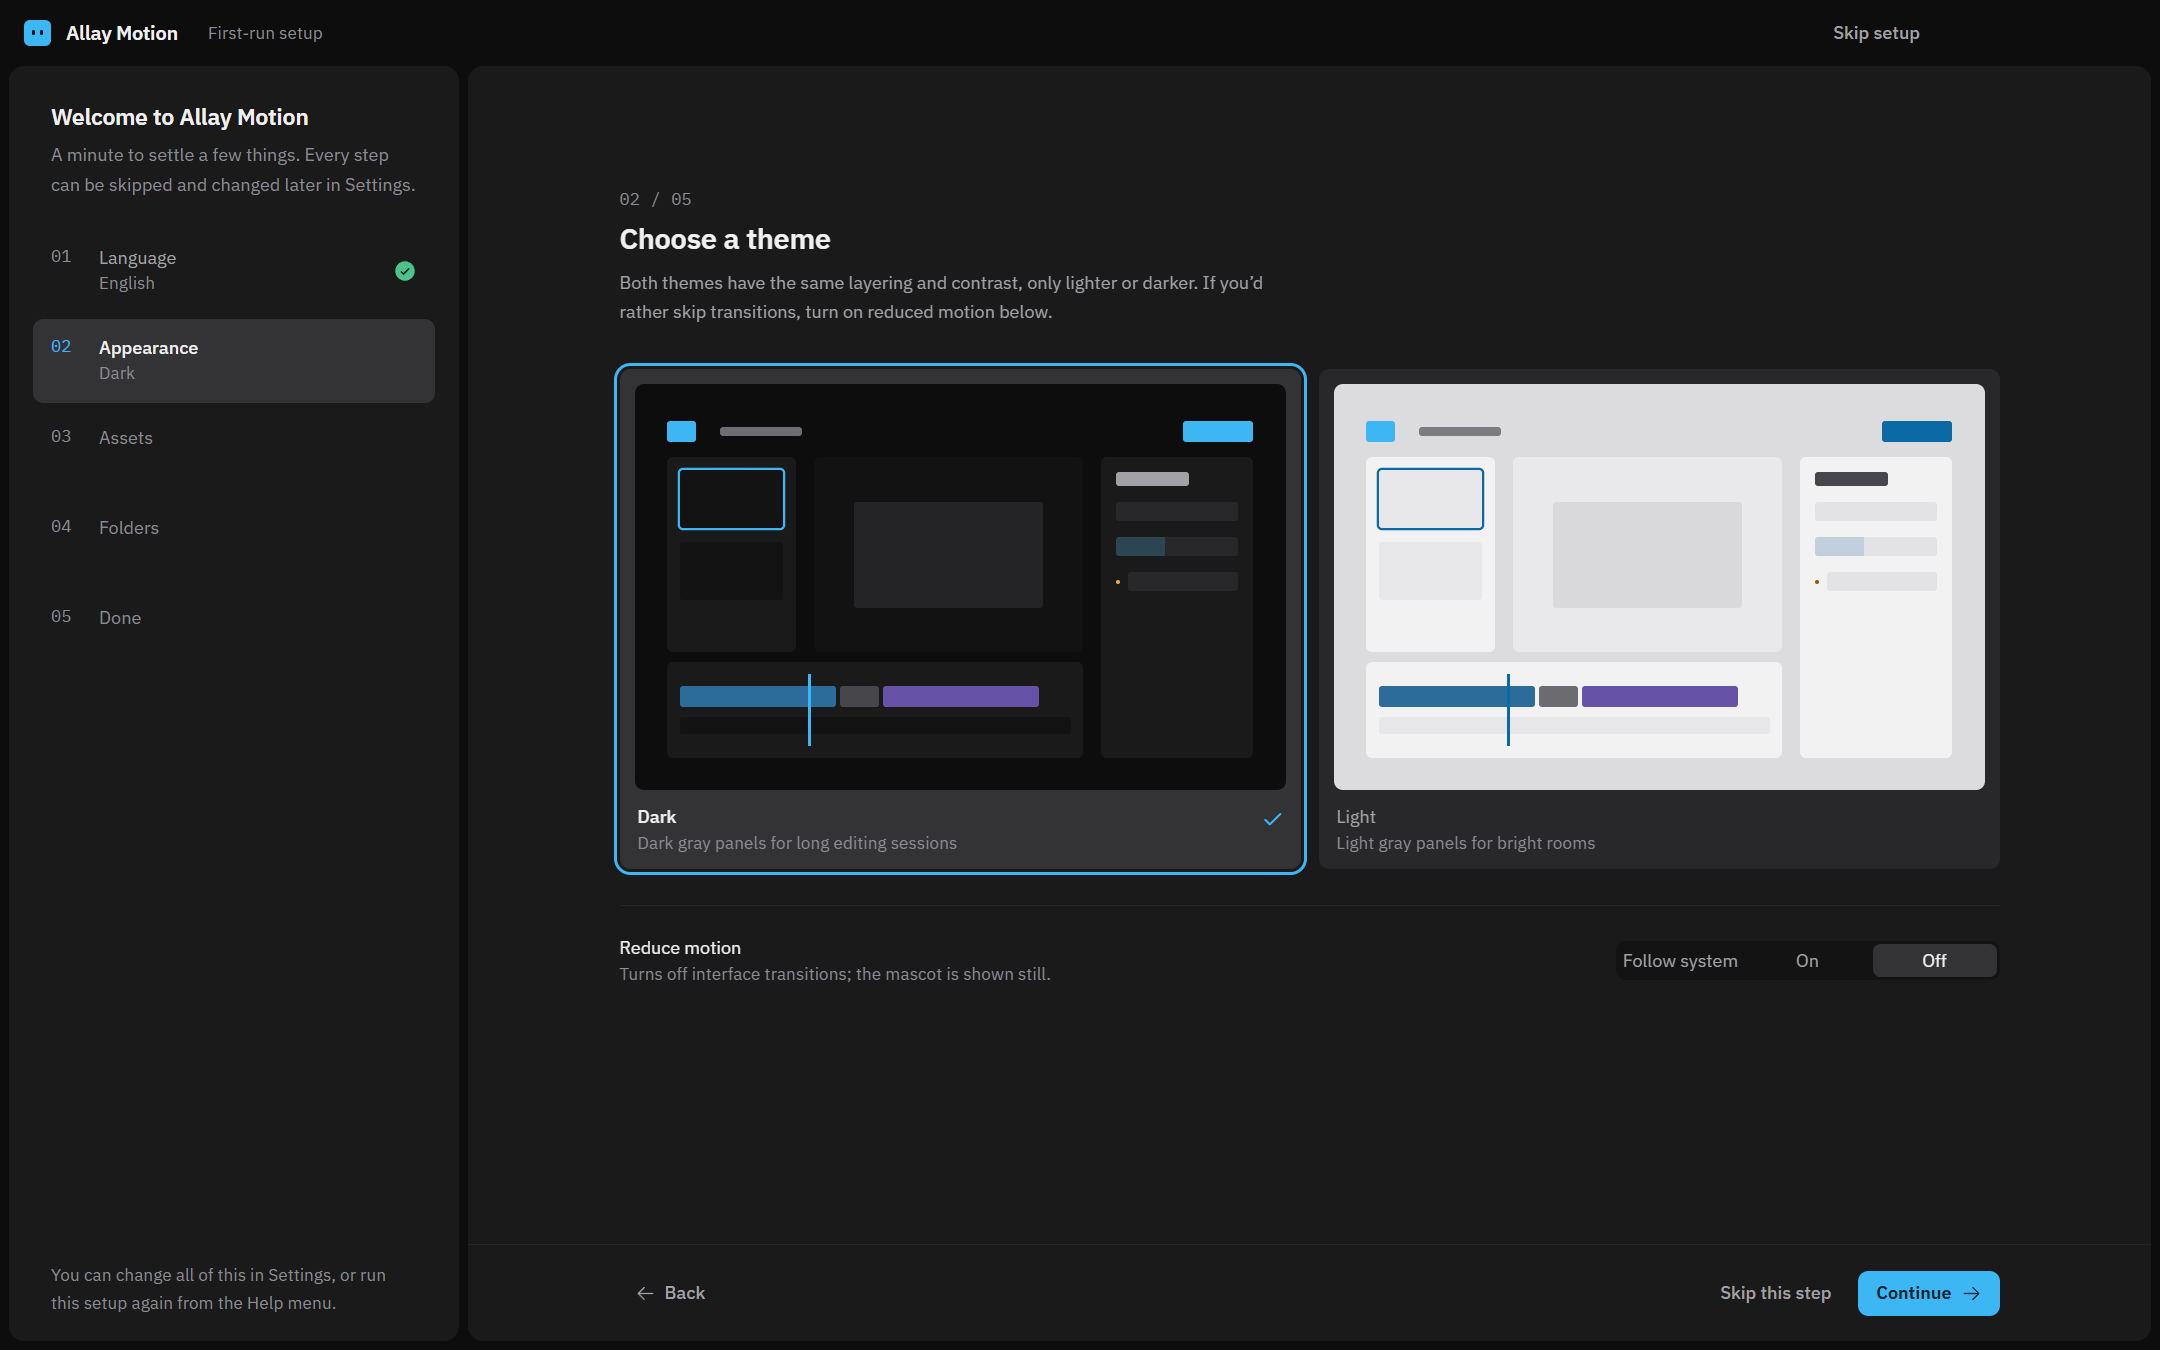 Allay Motion
First-run setup
Skip setup
Welcome to Allay Motion
A minute to settle a few things. Every step
can be skipped and changed later in Settings.
01
Language
English
02
Appearance
Dark
03
Assets
04
Folders
05
Done
You can change all of this in Settings, or run
this setup again from the Help menu.
02 / 05
Choose a theme
Both themes have the same layering and contrast, only lighter or darker. If you’d
rather skip transitions, turn on reduced motion below.
Dark
Dark gray panels for long editing sessions
Light
Light gray panels for bright rooms
Reduce motion
Turns off interface transitions; the mascot is shown still.
Follow system
On
Off
Back
Skip this step
Continue